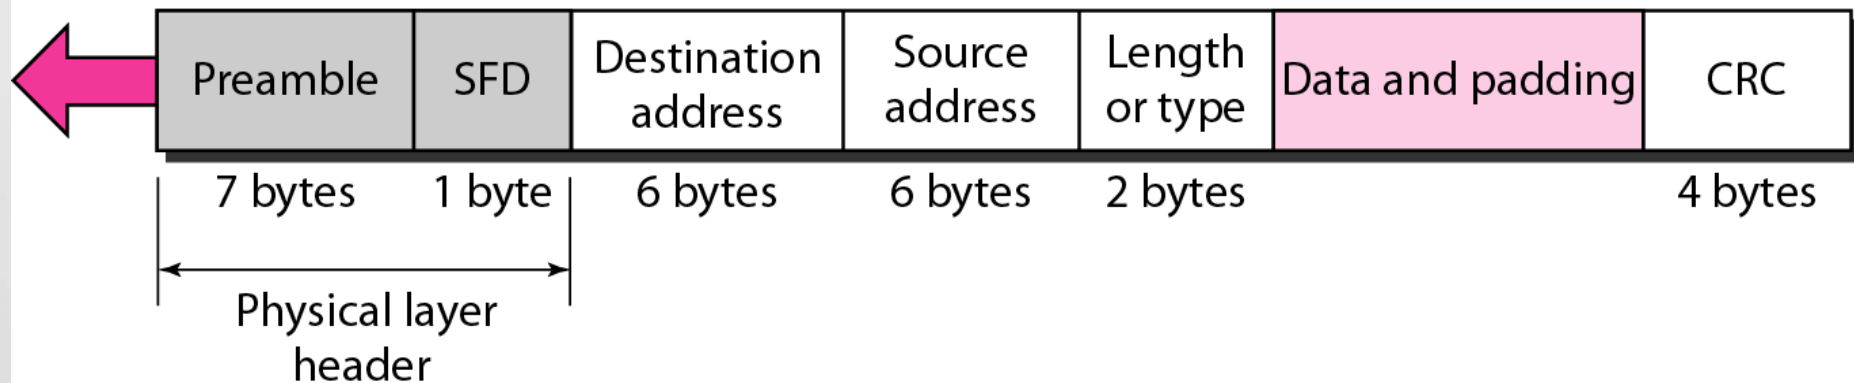 Preamble
SFD
Destination
address
Source
address
Length
or type
Data and padding
CRC
7 bytes
1 byte
6 bytes
6 bytes
2 bytes
4 bytes
Physical layer
header